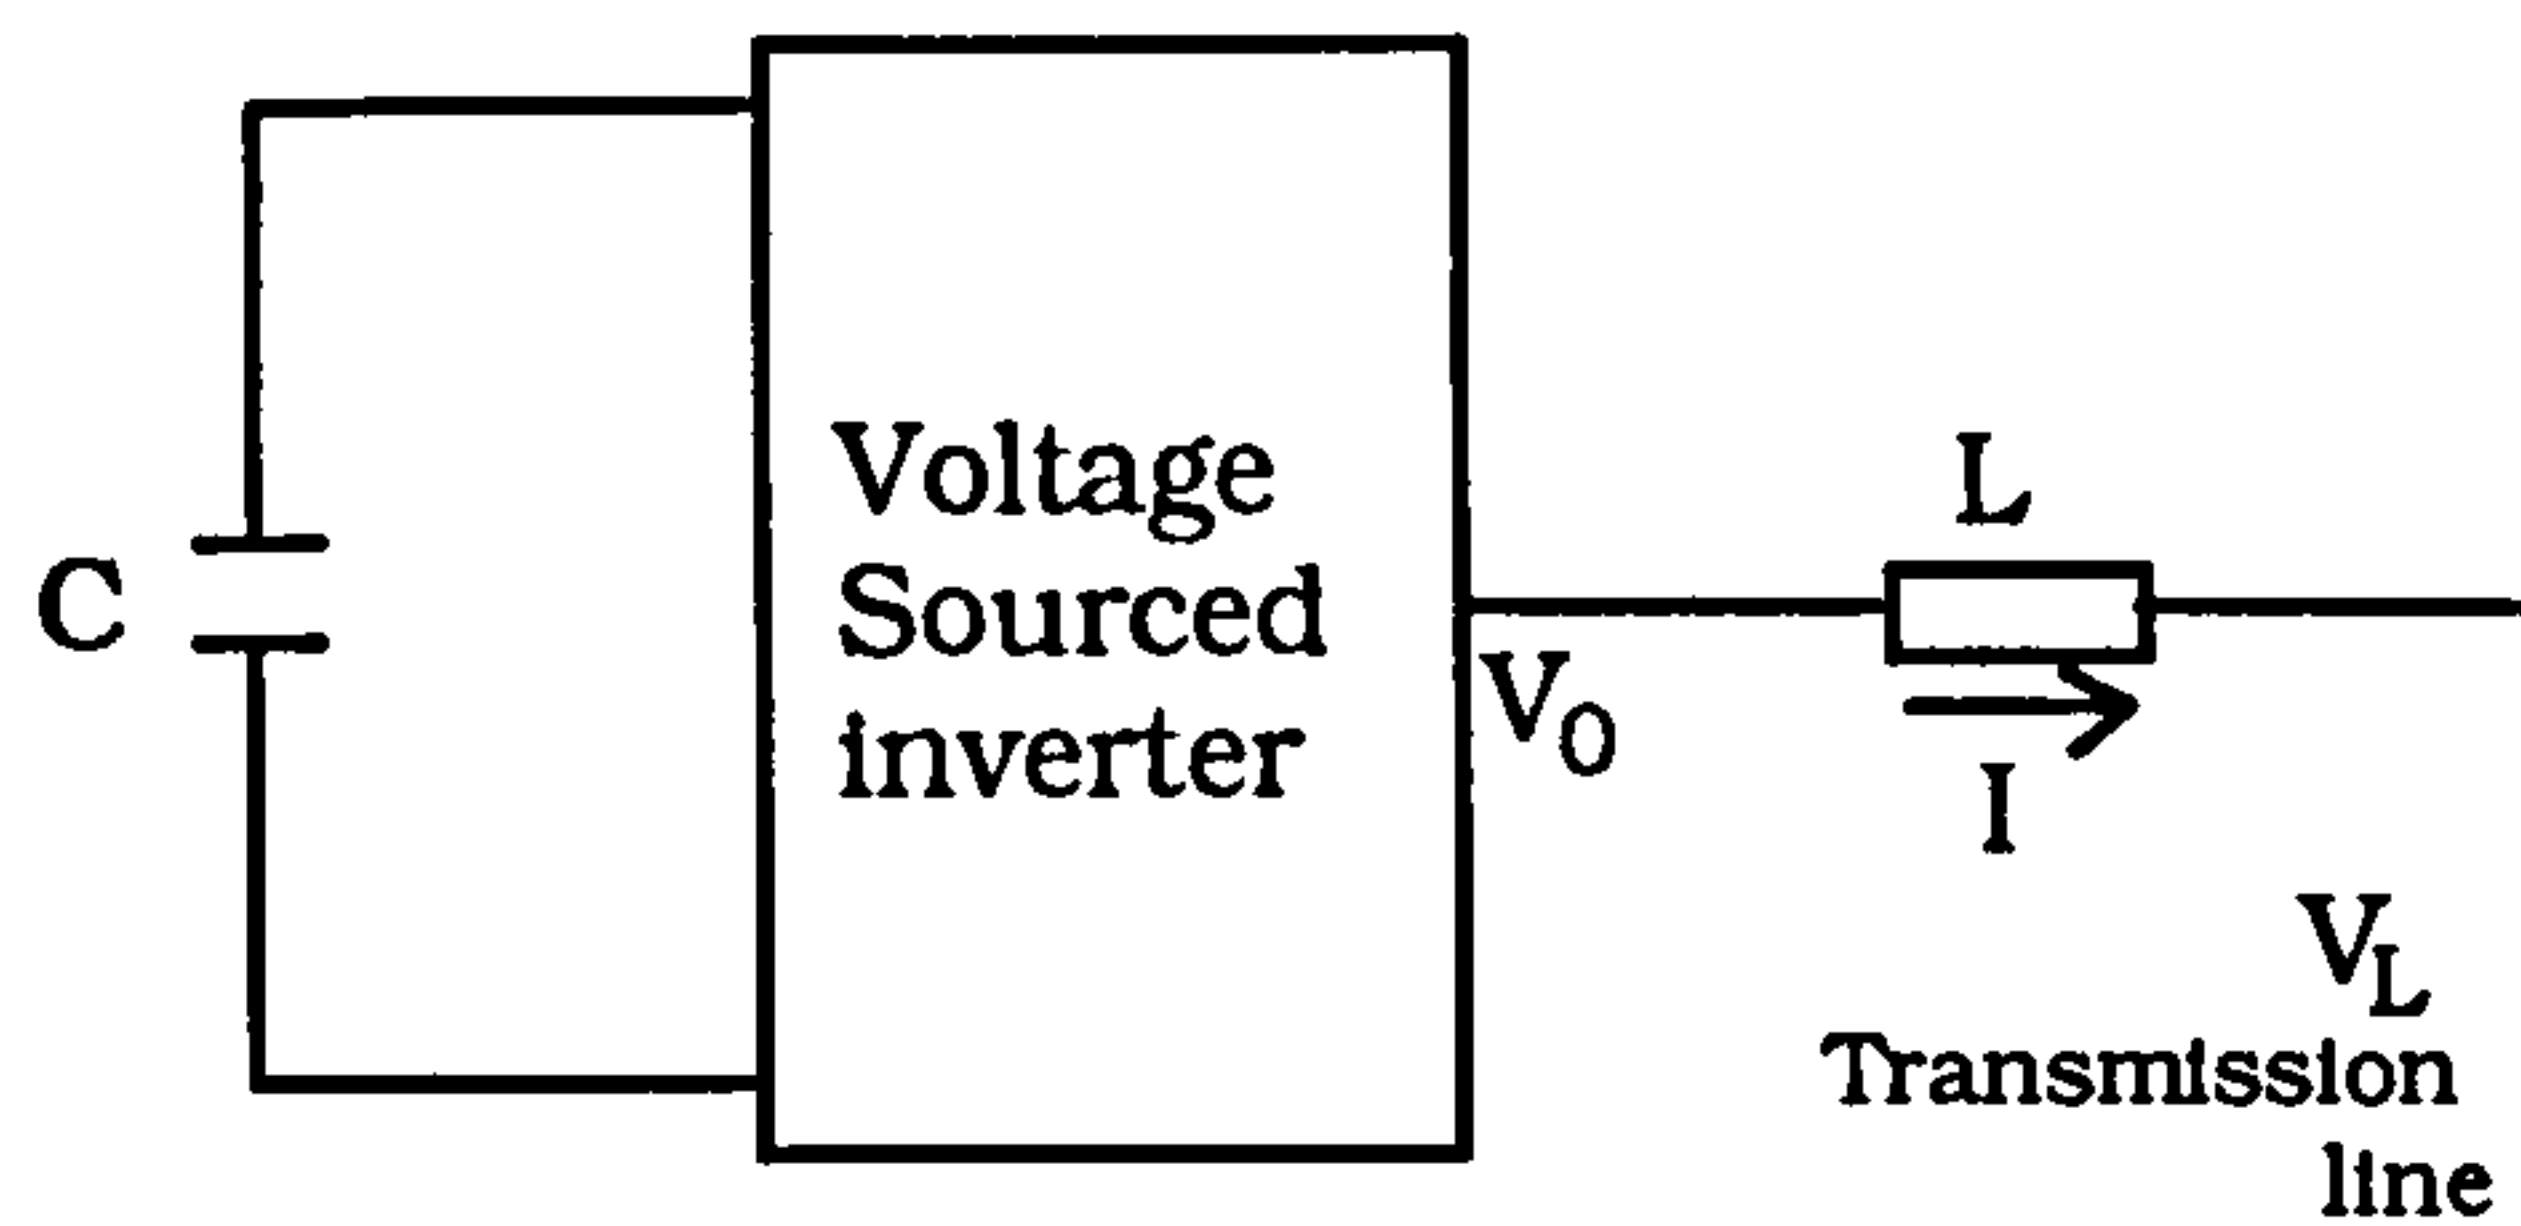 C
Voltage
Sourced
inverter
V0
L
I
VL
Transmission
line